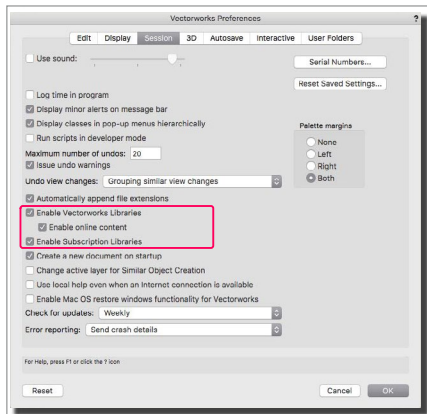 Vectorworks Preferences
?
Edit Display Session 3D Autosave Interactive User Folders
Use sound:
Serial Numbers...
Reset Saved Settings...
Log time in program
Display minor alerts on message bar
Display classes in pop-up menus hierarchically
Run scripts in developer mode
Palette margins
None
Left
Right
Both
Maximum number of undos: 20
Issue undo warnings
Undo view changes: Grouping similar view changes
Automatically append file extensions
Enable Vectorworks Libraries
Enable online content
Enable Subscription Libraries
Create a new document on startup
Change active layer for Similar Object Creation
Use local help even when an Internet connection is available
Enable Mac OS restore windows functionality for Vectorworks
Check for updates: Weekly
Error reporting: Send crash details
For Help, press F1 or click the ? icon
Reset Cancel OK